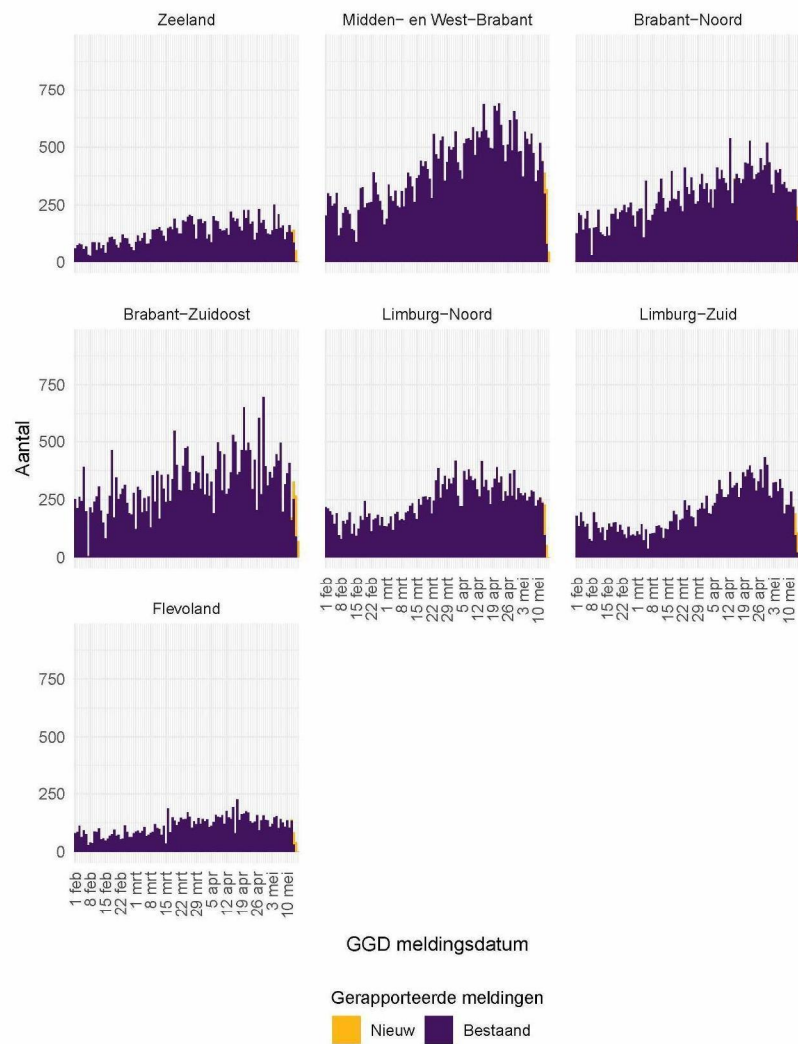 Zeeland
Midden- en West-Brabant
Brabant-Noord
750
500
250
0
Brabant-Zuidoost
Limburg-Noord
Limburg-Zuid
Aantal
750
500
250
0
1 feb
8 feb
15 feb
22 feb
1 mrt
8 mrt
15 mrt
22 mrt
29 mrt
5 apr
12 apr
19 apr
26 apr
3 mei
10 mei
1 feb
8 feb
15 feb
22 feb
1 mrt
8 mrt
15 mrt
22 mrt
29 mrt
5 apr
12 apr
19 apr
26 apr
3 mei
10 mei
Flevoland
750
500
250
0
1 feb
8 feb
15 feb
22 feb
1 mrt
8 mrt
15 mrt
22 mrt
29 mrt
5 apr
12 apr
19 apr
26 apr
3 mei
10 mei
GGD meldingsdatum
Gerapporteerde meldingen
Nieuw
Bestaand